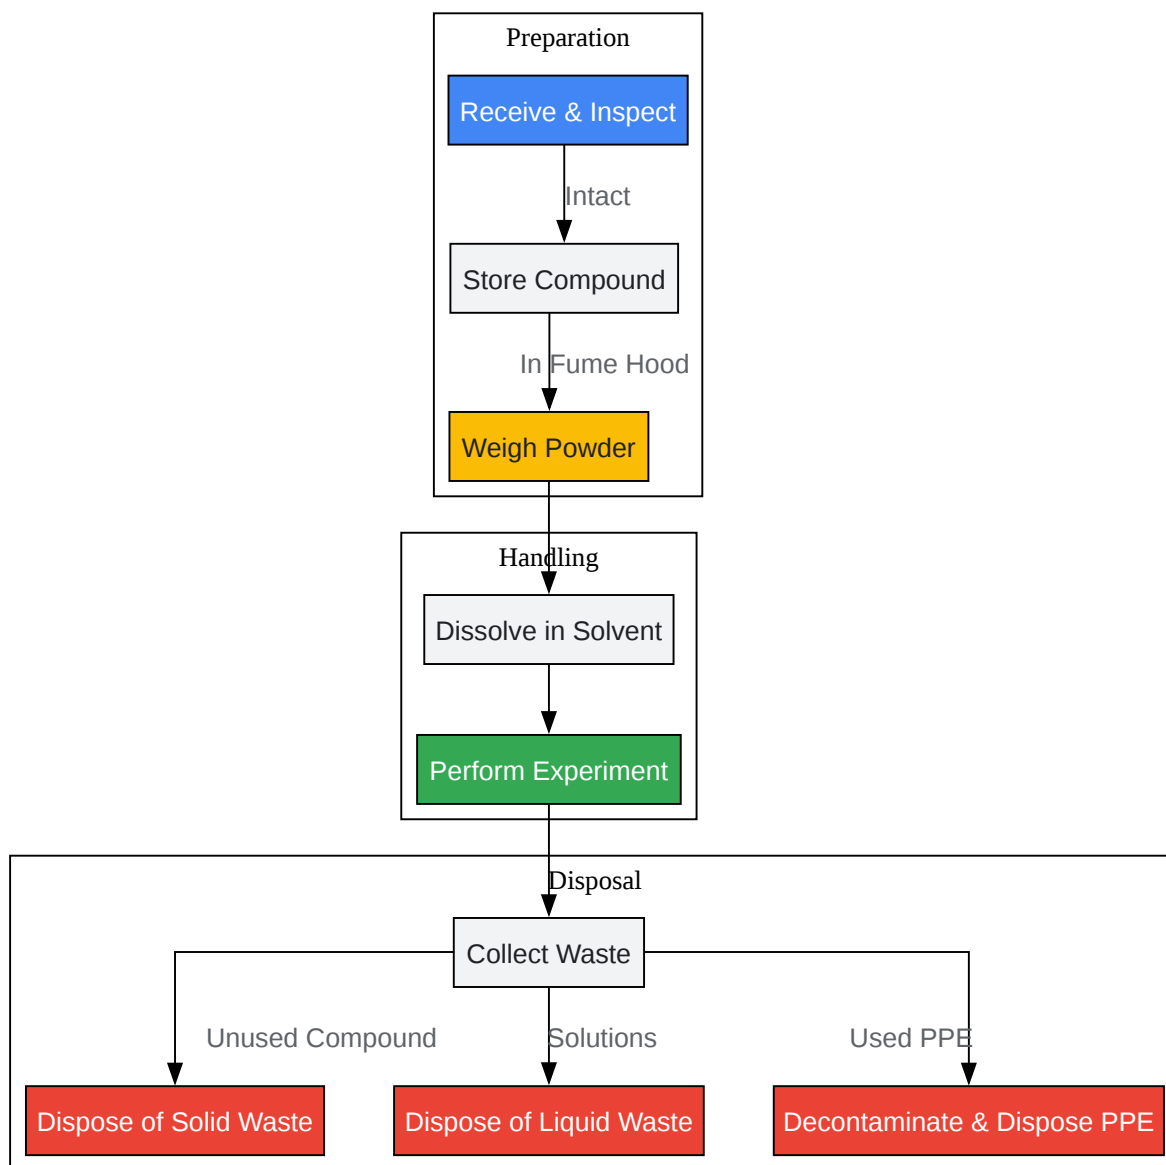 Preparation
Receive & Inspect
Intact
Store Compound
In Fume Hood
Weigh Powder
Handling
Dissolve in Solvent
Perform Experiment
Disposal
Collect Waste
Unused Compound
Solutions
Used PPE
Dispose of Solid Waste
Dispose of Liquid Waste
Decontaminate & Dispose PPE